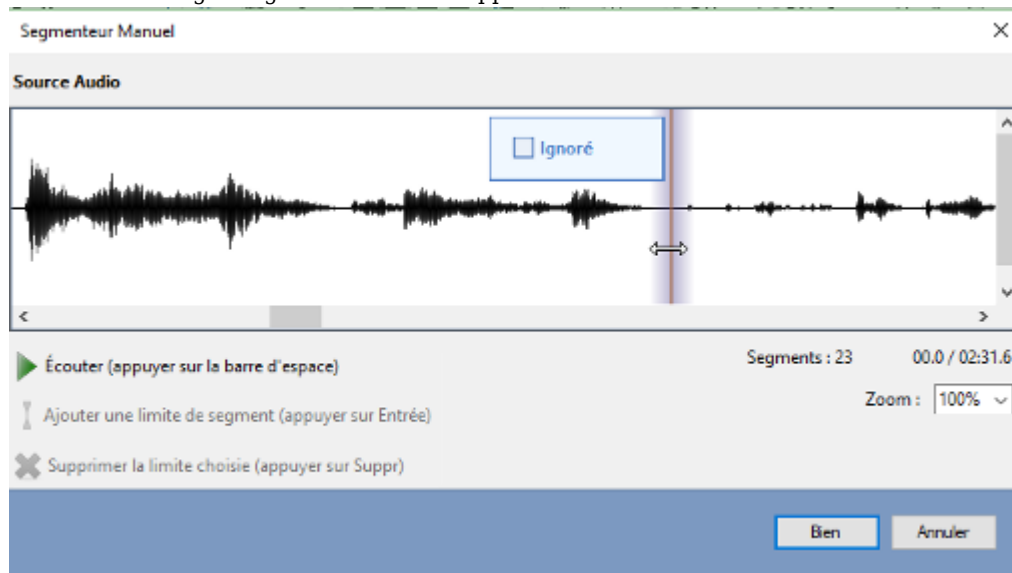 Segmenteur Manuel
Source Audio
Ignoré
Écouter (appuyer sur la barre d'espace)
Segments : 23 00.0 / 02:31.6
Zoom : 100%
Ajouter une limite de segment (appuyer sur Entrée)
Supprimer la limite choisie (appuyer sur Suppr)
Bien Annuler